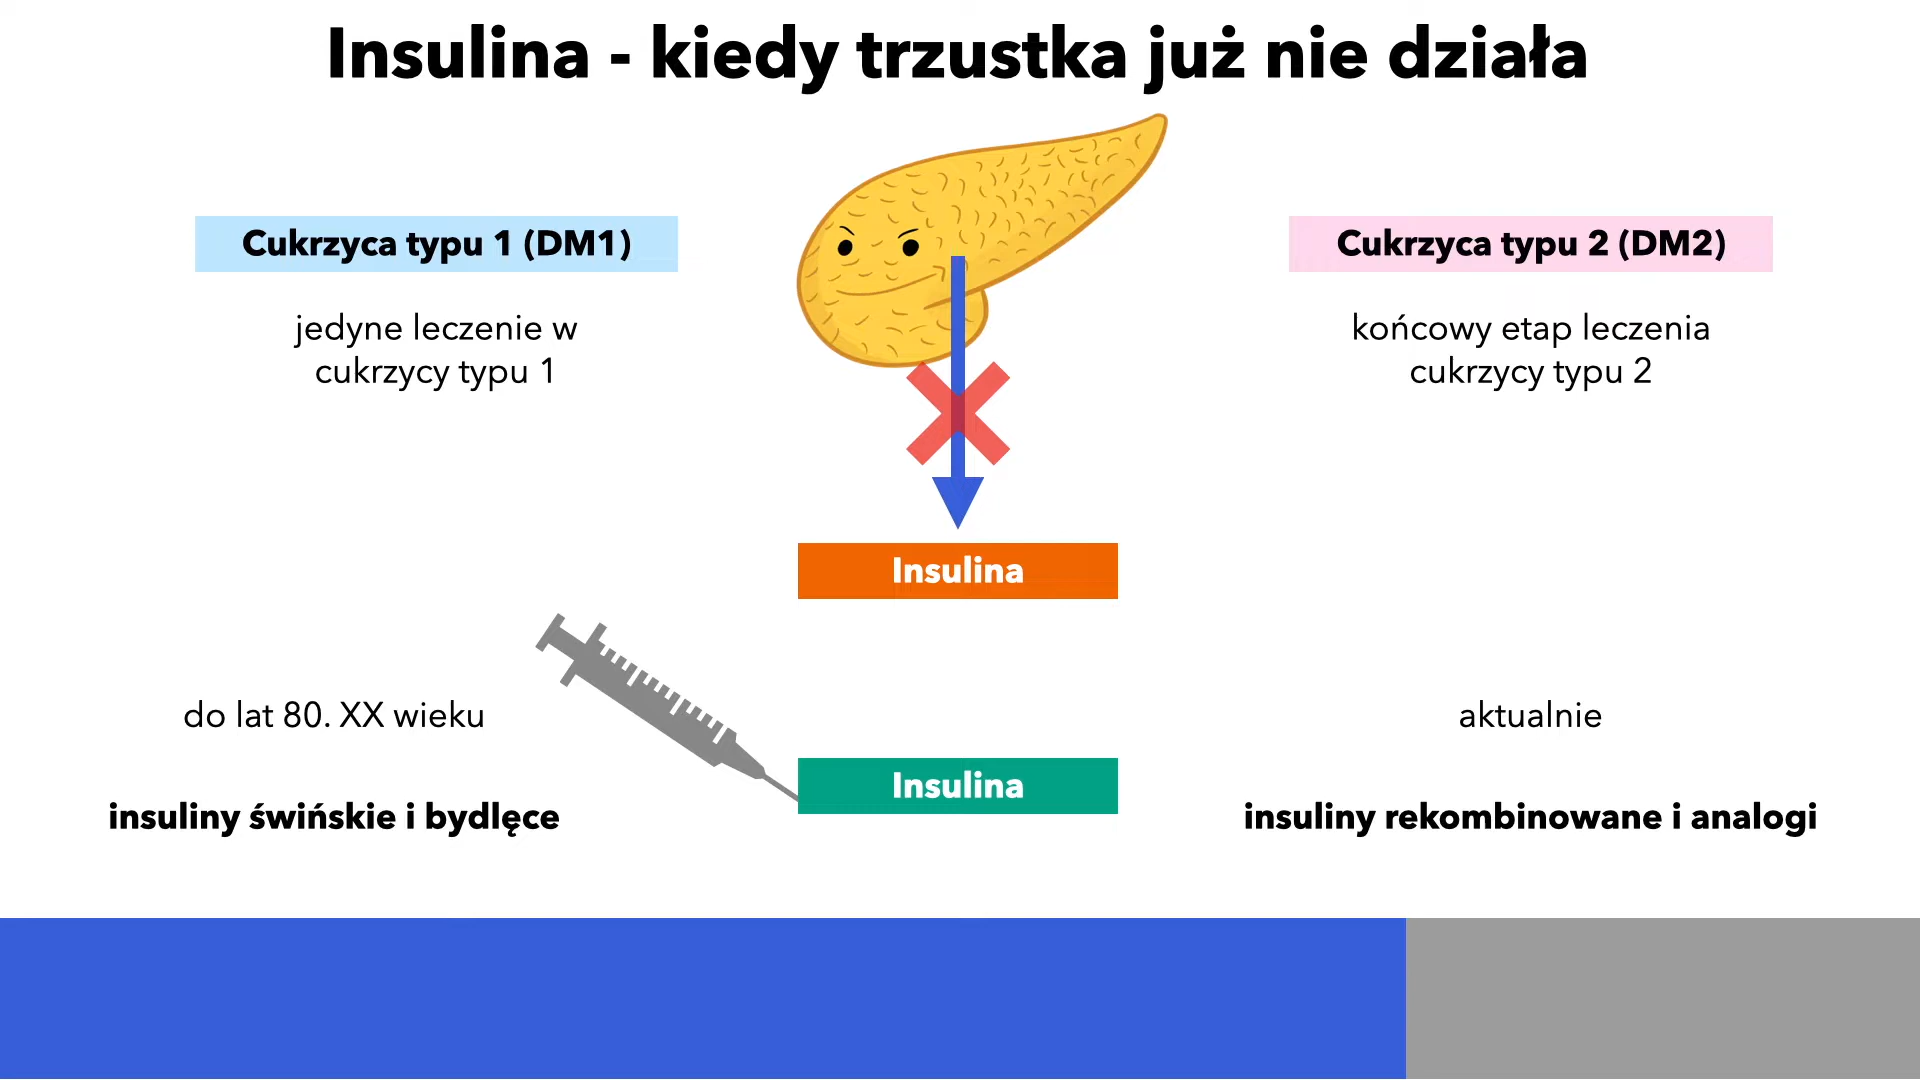 Insulina - kiedy trzustka już nie działa
Cukrzyca typu 1 (DM1)
jedyne leczenie w
cukrzycy typu 1
Cukrzyca typu 2 (DM2)
końcowy etap leczenia
cukrzycy typu 2
Insulina
do lat 80. XX wieku
insuliny świńskie i bydlęce
Insulina
aktualnie
insuliny rekombinowane i analogi